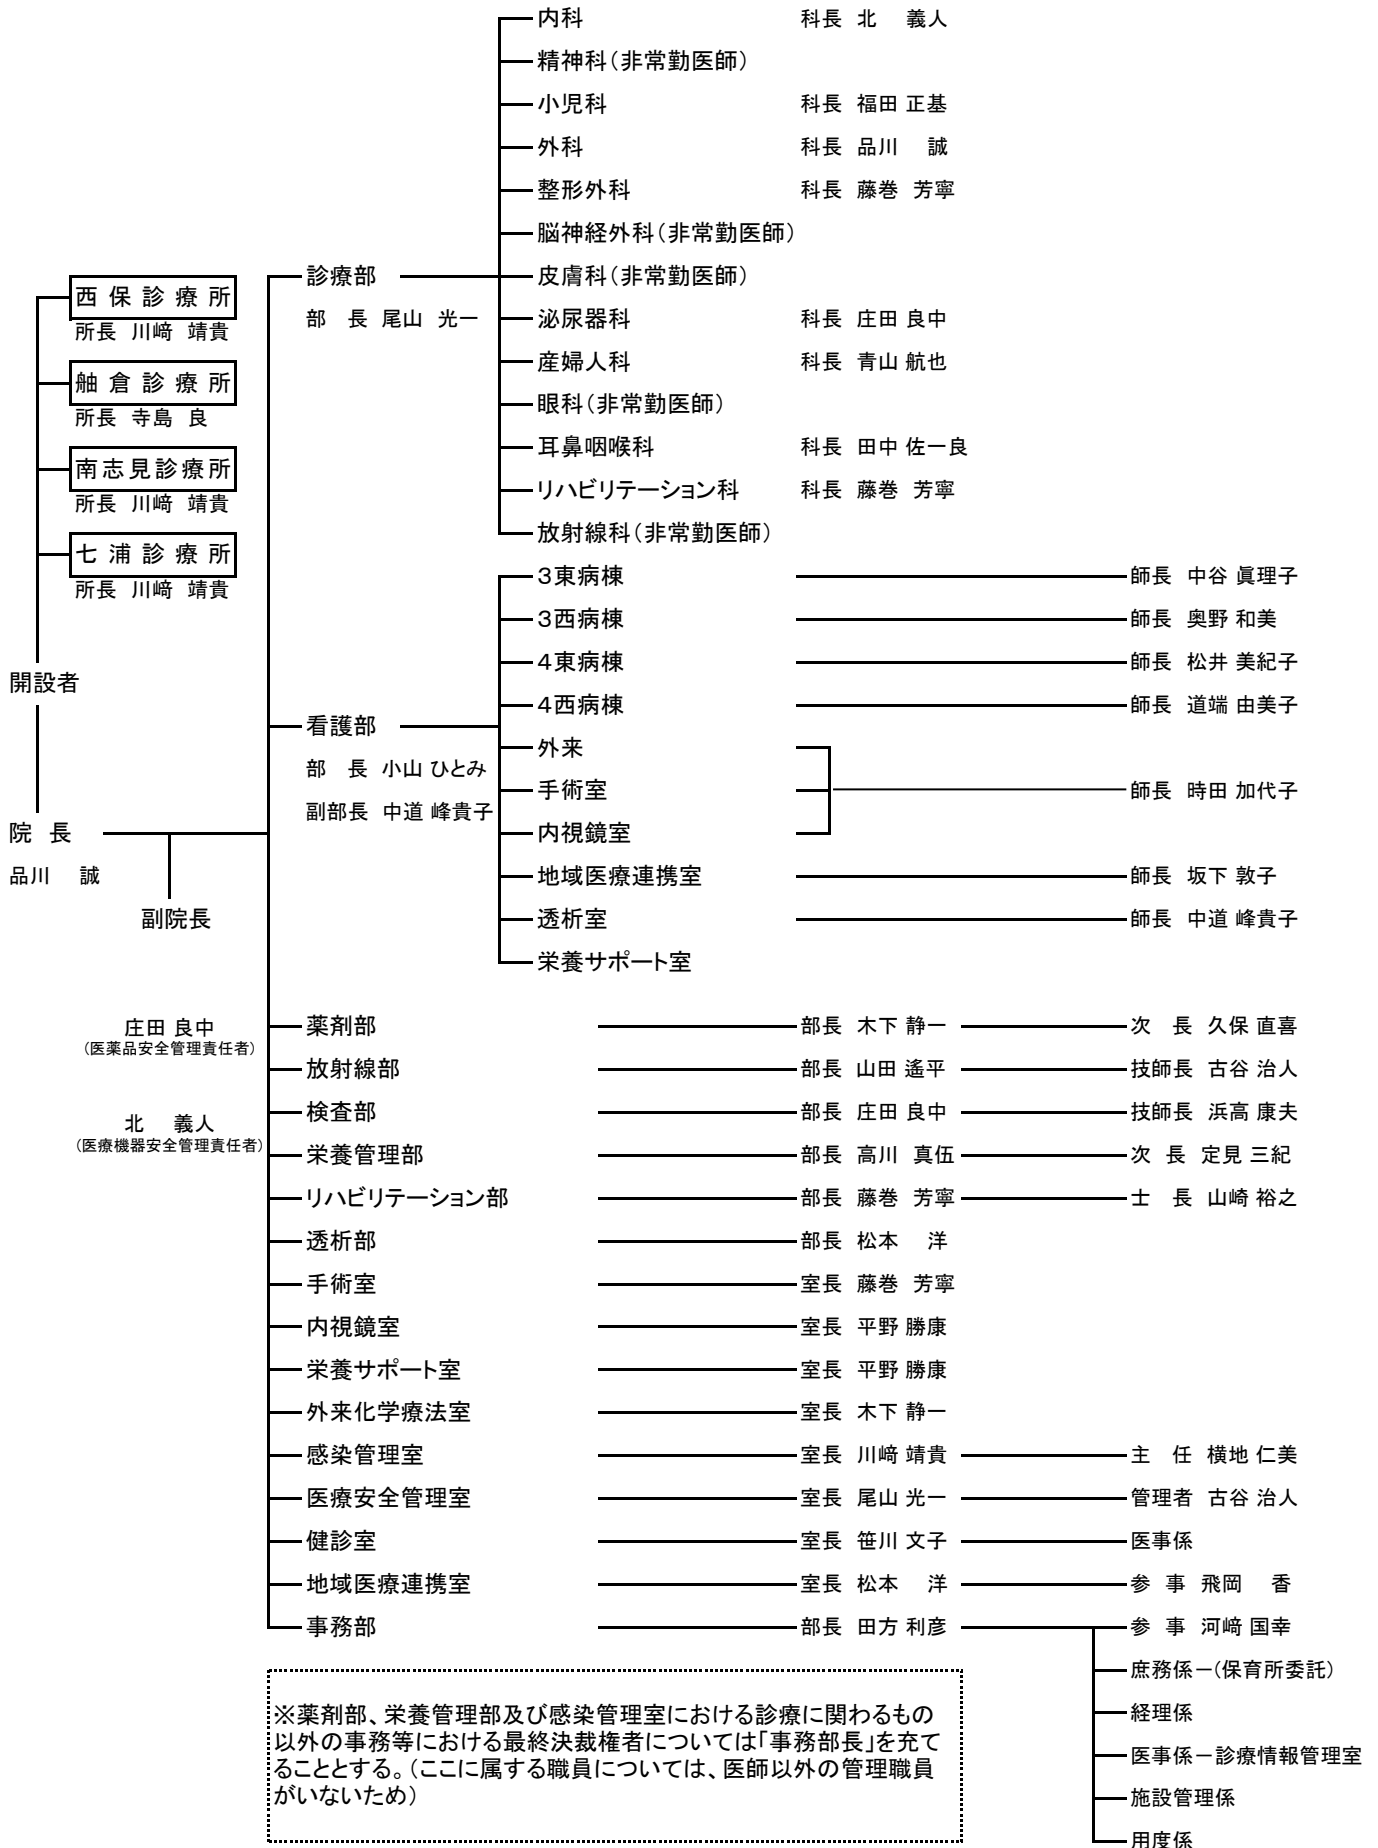 内科 科長 北 義人
精神科（非常勤医師）
小児科 科長 福田 正基
外科 科長 品川 誠
整形外科 科長 藤巻 芳寧
脳神経外科（非常勤医師）
診療部 皮膚科（非常勤医師）
西保診療所
部 長 尾山 光一 泌尿器科 科長 庄田 良中
所長 川﨑 靖貴
産婦人科 科長 青山 航也
舳倉診療所
眼科（非常勤医師）
所長 寺島 良
耳鼻咽喉科 科長 田中 佐一良
南志見診療所
リハビリテーション科 科長 藤巻 芳寧
所長 川﨑 靖貴
放射線科（非常勤医師）
七浦診療所
3東病棟 師長 中谷 眞理子
所長 川﨑 靖貴
3西病棟 師長 奥野 和美
4東病棟 師長 松井 美紀子
開設者
4西病棟 師長 道端 由美子
看護部
外来
部 長 小山 ひとみ
手術室 師長 時田 加代子
副部長 中道 峰貴子
院 長 内視鏡室
品川 誠 地域医療連携室 師長 坂下 敦子
副院長 透析室 師長 中道 峰貴子
栄養サポート室
庄田 良中 薬剤部 部長 木下 静一 次 長 久保 直喜
（医薬品安全管理責任者）
放射線部 部長 山田 遙平 技師長 古谷 治人
検査部 部長 庄田 良中 技師長 浜高 康夫
北 義人
（医療機器安全管理責任者）
栄養管理部 部長 高川 真伍 次 長 定見 三紀
リハビリテーション部 部長 藤巻 芳寧 士 長 山崎 裕之
透析部 部長 松本 洋
手術室 室長 藤巻 芳寧
内視鏡室 室長 平野 勝康
栄養サポート室 室長 平野 勝康
外来化学療法室 室長 木下 静一
感染管理室 室長 川﨑 靖貴 主 任 横地 仁美
医療安全管理室 室長 尾山 光一 管理者 古谷 治人
健診室 室長 笹川 文子 医事係
地域医療連携室 室長 松本 洋 参 事 飛岡 香
事務部 部長 田方 利彦 参 事 河﨑 国幸
庶務係－（保育所委託）
経理係
医事係－診療情報管理室
施設管理係
用度係
※薬剤部、栄養管理部及び感染管理室における診療に関わるもの
以外の事務等における最終決裁権者については「事務部長」を充て
ることとする。（ここに属する職員については、医師以外の管理職員
がいないため）